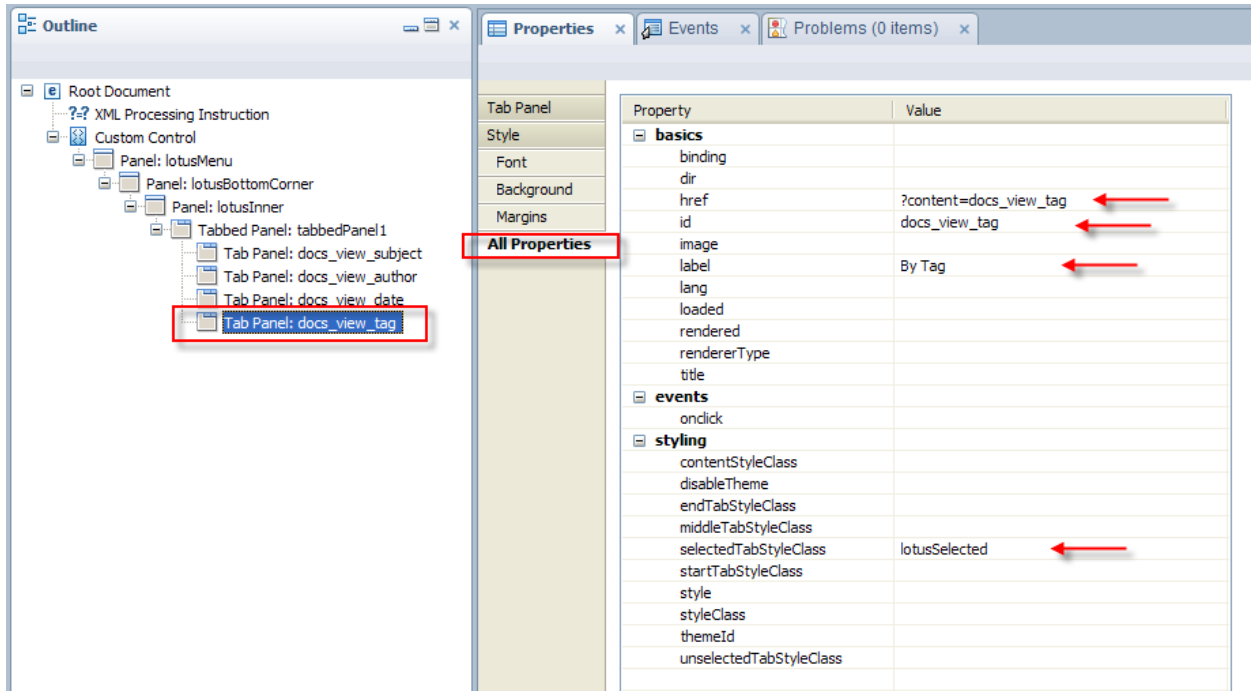 Outline
Root Document
?=? XML Processing Instruction
Custom Control
Panel: lotusMenu
Panel: lotusBottomCorner
Panel: lotusInner
Tabbed Panel: tabbedPanel1
Tab Panel: docs_view_subject
Tab Panel: docs_view_author
Tab Panel: docs_view_date
Tab Panel: docs_view_tag
Properties Events Problems (0 items)
Tab Panel
Style
Font
Background
Margins
All Properties
Property Value
basics
binding
dir
href ?content=docs_view_tag
id docs_view_tag
image
label By Tag
lang
loaded
rendered
rendererType
title
events
onclick
styling
contentStyleClass
disableTheme
endTabStyleClass
middleTabStyleClass
selectedTabStyleClass lotusSelected
startTabStyleClass
style
styleClass
themeId
unselectedTabStyleClass